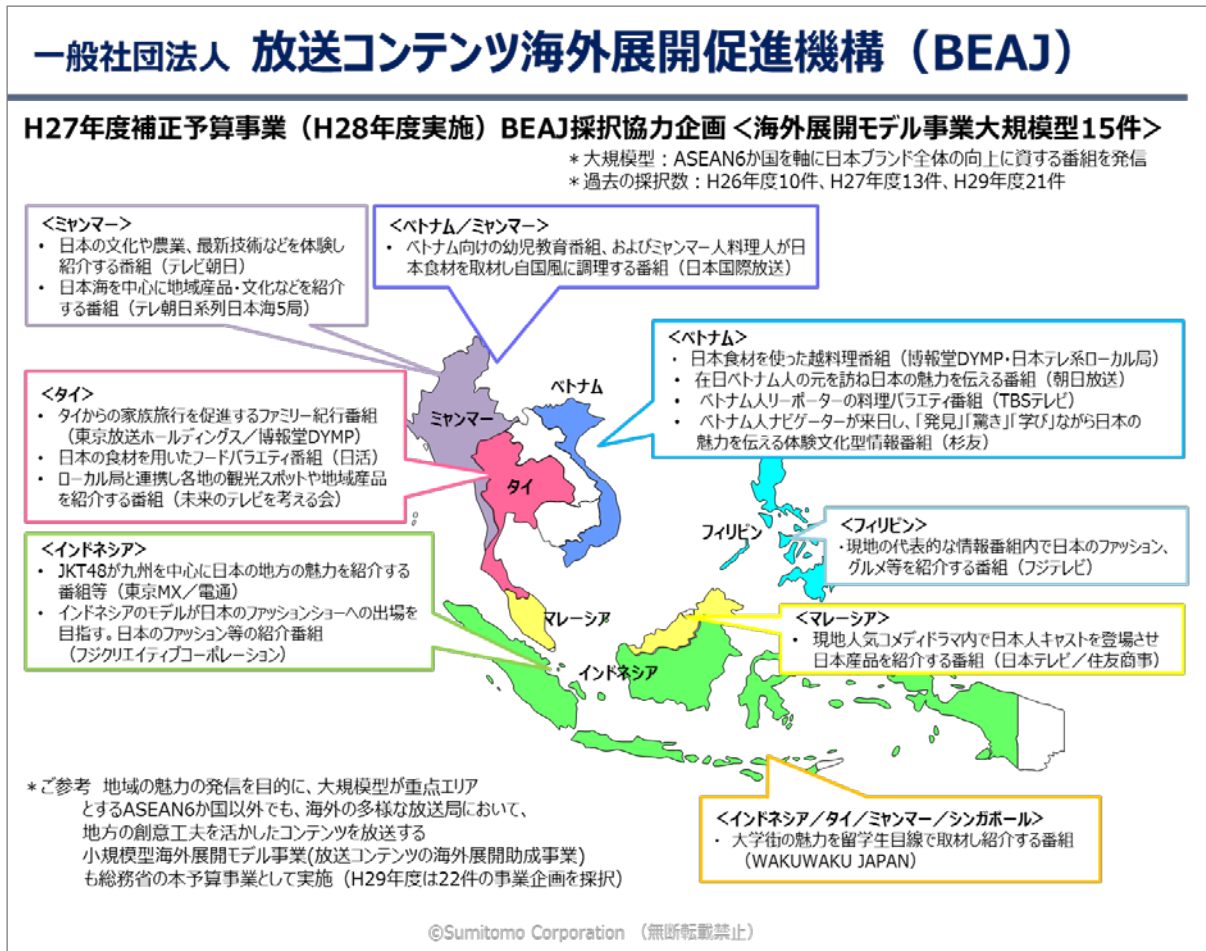 一般社団法人 放送コンテンツ海外展開促進機構（BEAJ）
H27年度補正予算事業（H28年度実施）BEAJ採択協力企画 <海外展開モデル事業大規模型15件>
＊大規模型：ASEAN6か国を軸に日本ブランド全体の向上に資する番組を発信
＊過去の採択数：H26年度10件、H27年度13件、H29年度21件
<ミャンマー>
• 日本の文化や農業、最新技術などを体験し
紹介する番組（テレビ朝日）
• 日本海を中心に地域産品・文化などを紹介
する番組（テレ朝日系列日本海5局）
<ベトナム／ミャンマー>
• ベトナム向けの幼児教育番組、およびミャンマー人料理人が日
本食材を取材し自国風に調理する番組（日本国際放送）
<ベトナム>
• 日本食材を使った越料理番組（博報堂DYMP・日本テレ系ローカル局）
• 在日ベトナム人の元を訪ね日本の魅力を伝える番組（朝日放送）
• ベトナム人リーポーターの料理バラエティ番組（TBSテレビ）
• ベトナム人ナビゲーターが来日し、「発見」「驚き」「学び」ながら日本の
魅力を伝える体験文化型情報番組（杉友）
<タイ>
• タイからの家族旅行を促進するファミリー紀行番組
（東京放送ホールディングス／博報堂DYMP）
• 日本の食材を用いたフードバラエティ番組（日活）
• ローカル局と連携し各地の観光スポットや地域産品
を紹介する番組（未来のテレビを考える会）
ミャンマー
ベトナム
タイ
フィリピン
<フィリピン>
・現地の代表的な情報番組内で日本のファッション、
グルメ等を紹介する番組（フジテレビ）
<インドネシア>
• JKT48が九州を中心に日本の地方の魅力を紹介する
番組等（東京MX／電通）
• インドネシアのモデルが日本のファッションショーへの出場を
目指す。日本のファッション等の紹介番組
（フジクリエイティブコーポレーション）
マレーシア
インドネシア
<マレーシア>
• 現地人気コメディドラマ内で日本人キャストを登場させ
日本産品を紹介する番組（日本テレビ／住友商事）
＊ご参考 地域の魅力の発信を目的に、大規模型が重点エリア
とするASEAN6か国以外でも、海外の多様な放送局において、
地方の創意工夫を活かしたコンテンツを放送する
小規模型海外展開モデル事業(放送コンテンツの海外展開助成事業)
も総務省の本予算事業として実施（H29年度は22件の事業企画を採択）
<インドネシア／タイ／ミャンマー／シンガポール>
• 大学街の魅力を留学生目線で取材し紹介する番組
（WAKUWAKU JAPAN）
©Sumitomo Corporation （無断転載禁止）